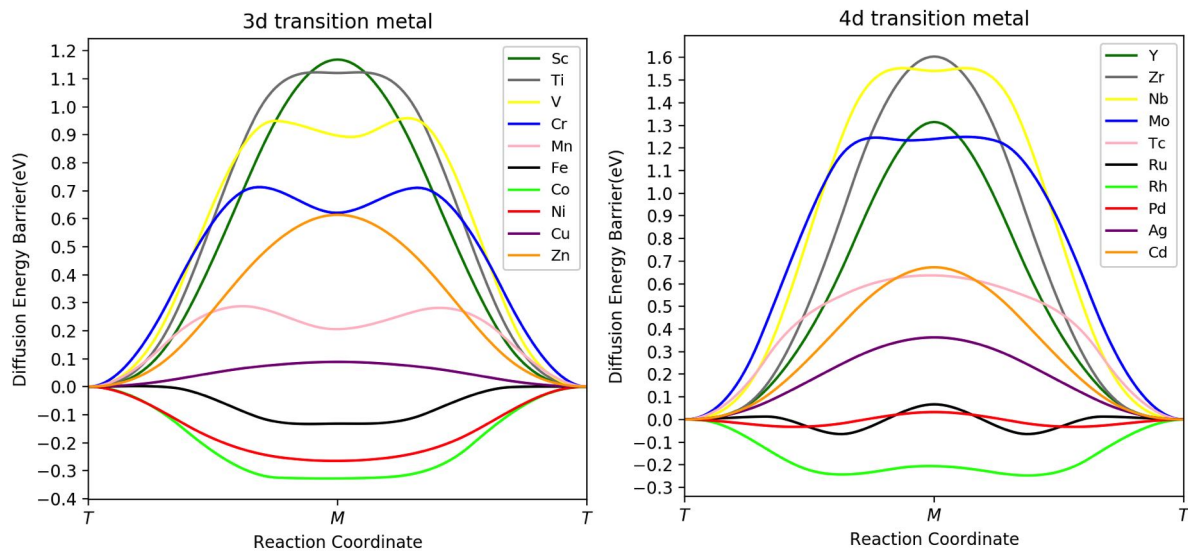 3d transition metal
1.2
1.1
1.0
0.9
0.8
0.7
0.6
0.5
0.4
0.3
0.2
0.1
0.0
−0.1
−0.2
−0.3
−0.4
Diffusion Energy Barrier(eV)
Sc
Ti
V
Cr
Mn
Fe
Co
Ni
Cu
Zn
T
M
T
Reaction Coordinate
4d transition metal
1.6
1.5
1.4
1.3
1.2
1.1
1.0
0.9
0.8
0.7
0.6
0.5
0.4
0.3
0.2
0.1
0.0
−0.1
−0.2
−0.3
Diffusion Energy Barrier(eV)
Y
Zr
Nb
Mo
Tc
Ru
Rh
Pd
Ag
Cd
T
M
T
Reaction Coordinate